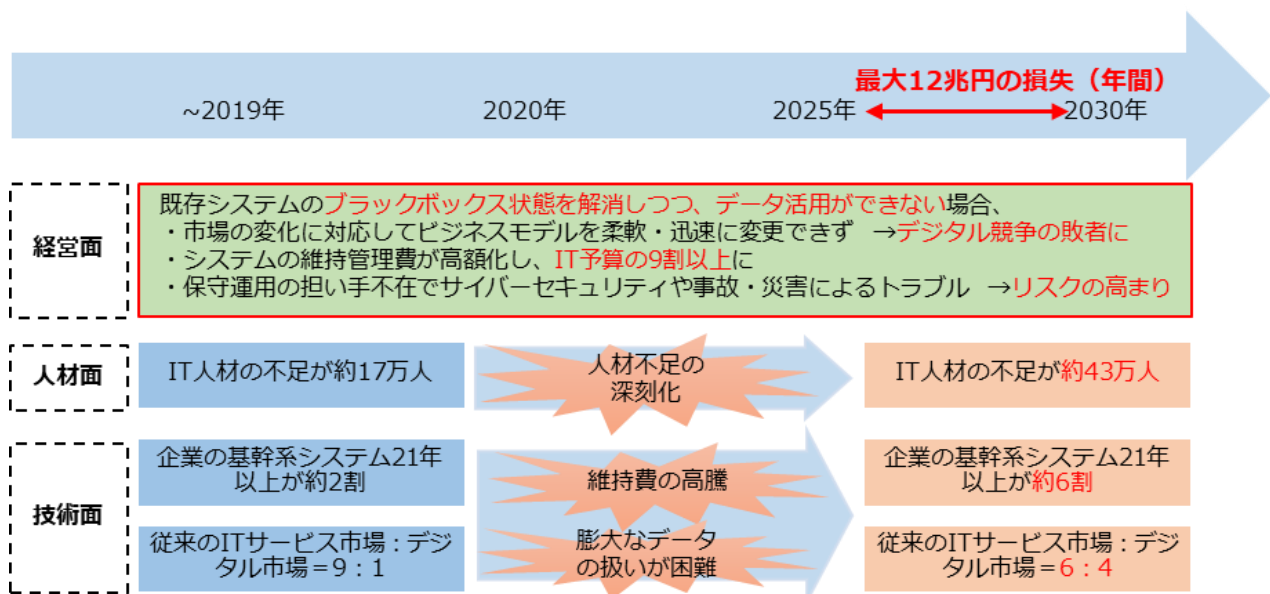 最大12兆円の損失（年間）
~2019年
2020年
2025年
2030年
経営面
既存システムのブラックボックス状態を解消しつつ、データ活用ができない場合、
・市場の変化に対応してビジネスモデルを柔軟・迅速に変更できず →デジタル競争の敗者に
・システムの維持管理費が高額化し、IT予算の9割以上に
・保守運用の担い手不在でサイバーセキュリティや事故・災害によるトラブル →リスクの高まり
人材面
IT人材の不足が約17万人
人材不足の
深刻化
IT人材の不足が約43万人
技術面
企業の基幹系システム21年
以上が約2割
維持費の高騰
企業の基幹系システム21年
以上が約6割
従来のITサービス市場：デジ
タル市場＝9：1
膨大なデータ
の扱いが困難
従来のITサービス市場：デジ
タル市場＝6：4